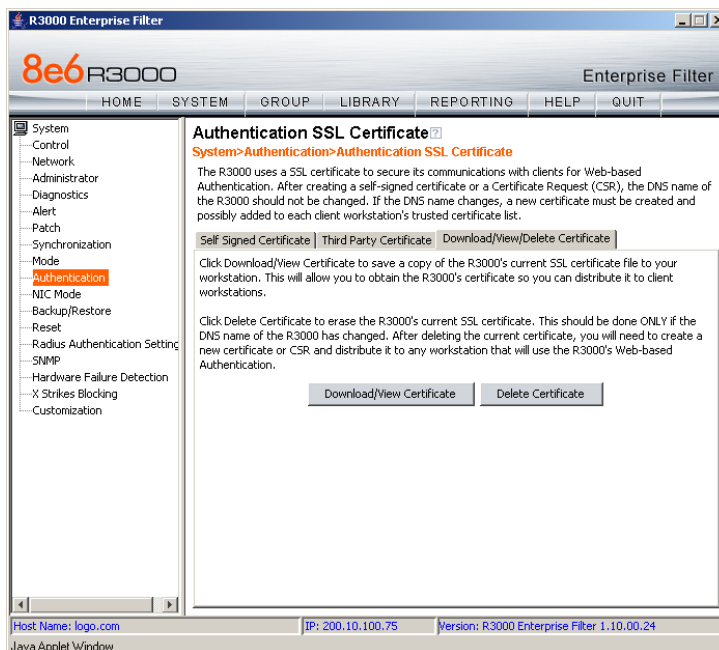 R3000 Enterprise Filter
8e6 R3000
Enterprise Filter
HOME SYSTEM GROUP LIBRARY REPORTING HELP QUIT
System
Control
Network
Administrator
Diagnostics
Alert
Patch
Synchronization
Mode
Authentication
NIC Mode
Backup/Restore
Reset
Radius Authentication Setting
SNMP
Hardware Failure Detection
X Strikes Blocking
Customization
Authentication SSL Certificate?
System>Authentication>Authentication SSL Certificate
The R3000 uses a SSL certificate to secure its communications with clients for Web-based
Authentication. After creating a self-signed certificate or a Certificate Request (CSR), the DNS name of
the R3000 should not be changed. If the DNS name changes, a new certificate must be created and
possibly added to each client workstation's trusted certificate list.
Self Signed Certificate Third Party Certificate Download/View/Delete Certificate
Click Download/View Certificate to save a copy of the R3000's current SSL certificate file to your
workstation. This will allow you to obtain the R3000's certificate so you can distribute it to client
workstations.
Click Delete Certificate to erase the R3000's current SSL certificate. This should be done ONLY if the
DNS name of the R3000 has changed. After deleting the current certificate, you will need to create a
new certificate or CSR and distribute it to any workstation that will use the R3000's Web-based
Authentication.
Download/View Certificate Delete Certificate
Host Name: logo.com IP: 200.10.100.75 Version: R3000 Enterprise Filter 1.10.00.24
Java Applet Window